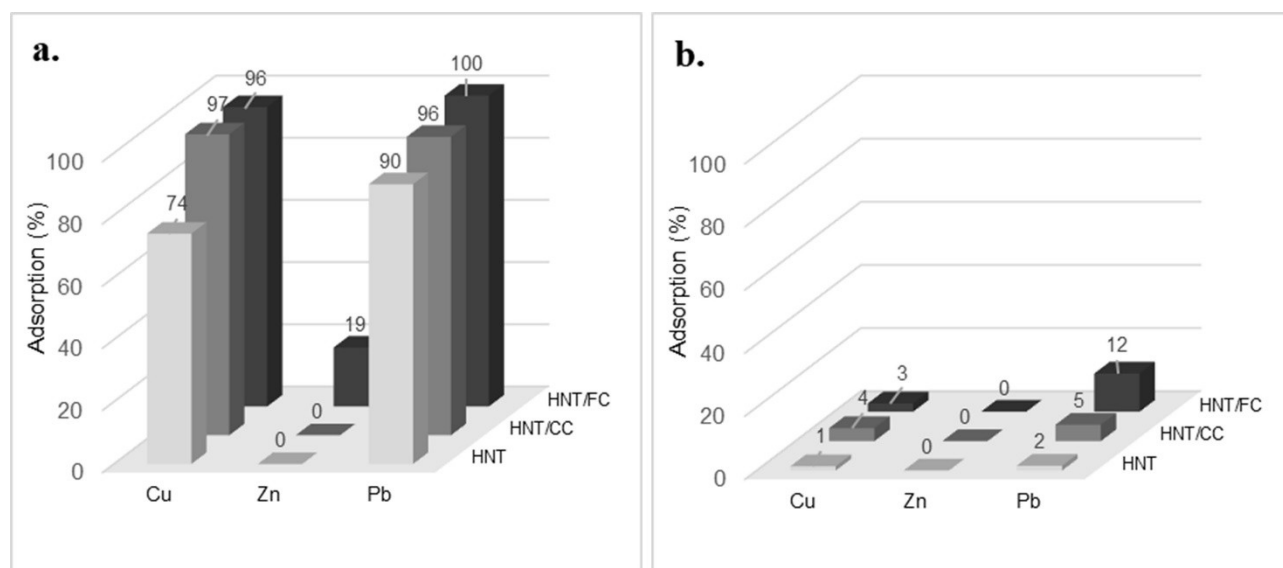 a.
Adsorption (%)
100
80
60
40
20
0
74
97
96
0
0
19
90
96
100
Cu
Zn
Pb
HNT/FC
HNT/CC
HNT
b.
Adsorption (%)
100
80
60
40
20
0
1
4
3
0
0
0
2
5
12
Cu
Zn
Pb
HNT/FC
HNT/CC
HNT